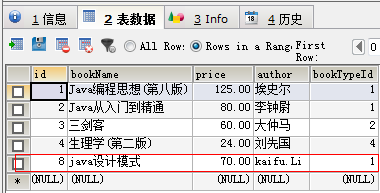 1 信息 2 表数据 3 Info 4 历史
All Row: Rows in a Rang First Row: 0
id bookName price author bookTypeId
1 Java编程思想(第八版) 125.00 埃史尔 1
2 Java从入门到精通 80.00 李钟尉 1
3 三剑客 60.00 大仲马 2
4 生理学(第二版) 24.00 刘先国 4
8 java设计模式 70.00 kaifu.Li 1
* (NULL) (NULL) (NULL) (NULL) (NULL)